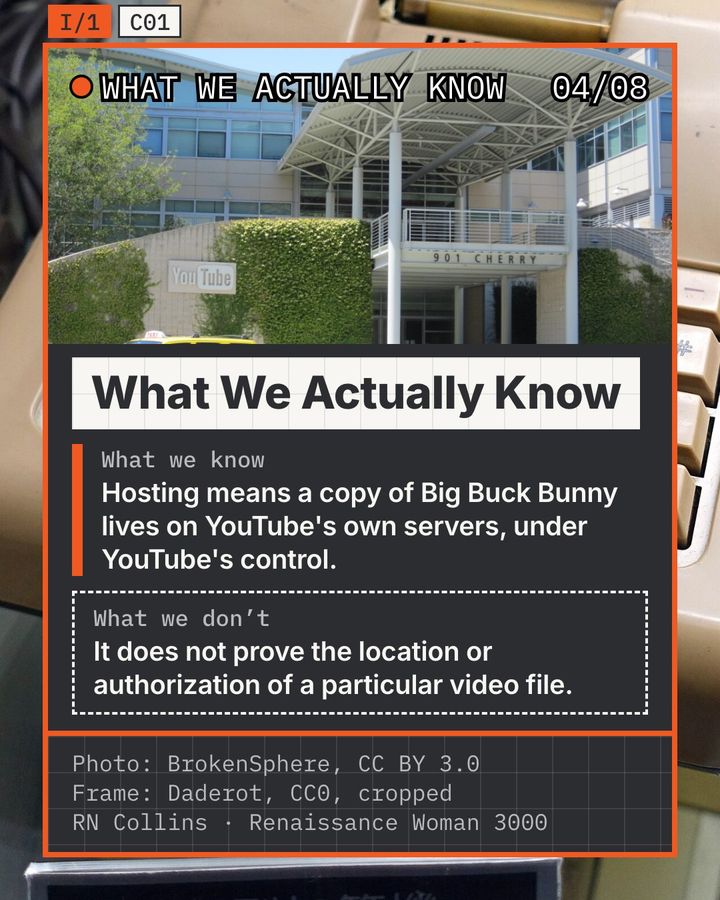 I/1 C01
WHAT WE ACTUALLY KNOW 04/08
901 CHERRY
YouTube
What We Actually Know
What we know
Hosting means a copy of Big Buck Bunny
lives on YouTube's own servers, under
YouTube's control.
What we don’t
It does not prove the location or
authorization of a particular video file.
Photo: BrokenSphere, CC BY 3.0
Frame: Daderot, CC0, cropped
RN Collins · Renaissance Woman 3000